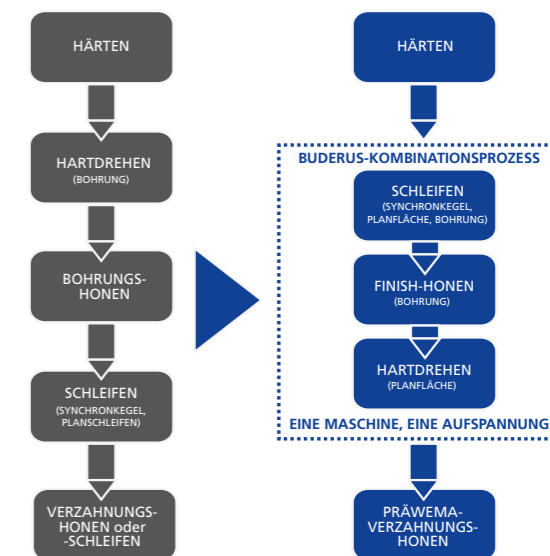 HÄRTEN
HARTDREHEN
(BOHRUNG)
BOHRUNGS-
HONEN
SCHLEIFEN
(SYNCHRONKEGEL,
PLANSCHLEIFEN)
VERZAHNUNGS-
HONEN oder
-SCHLEIFEN
HÄRTEN
BUDERUS-KOMBINATIONSPROZESS
SCHLEIFEN
(SYNCHRONKEGEL,
PLANFLÄCHE, BOHRUNG)
FINISH-HONEN
(BOHRUNG)
HARTDREHEN
(PLANFLÄCHE)
EINE MASCHINE, EINE AUFSPANNUNG
PRÄWEMA-
VERZAHNUNGS-
HONEN